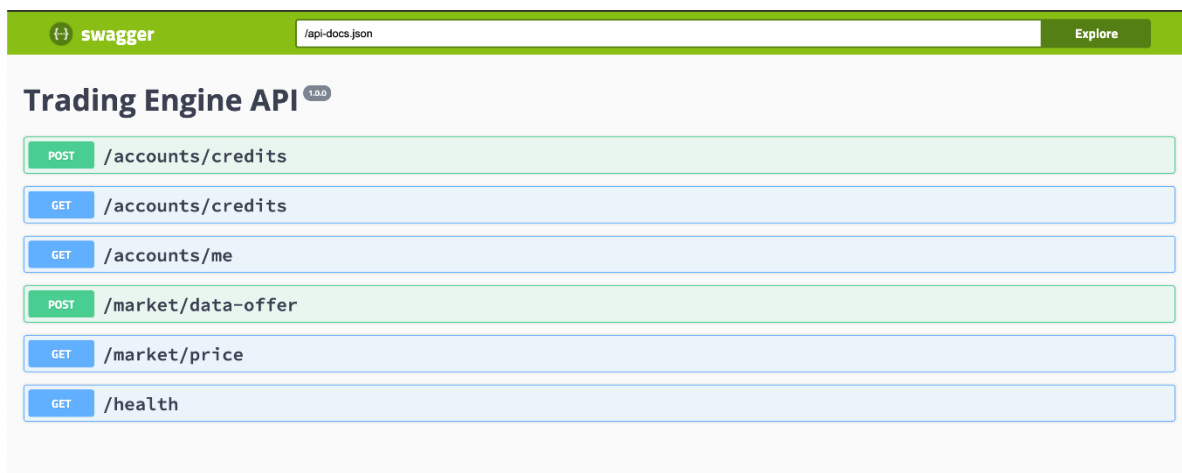 {··} swagger /api-docs.json Explore
Trading Engine API 1.0.0
POST /accounts/credits
GET /accounts/credits
GET /accounts/me
POST /market/data-offer
GET /market/price
GET /health